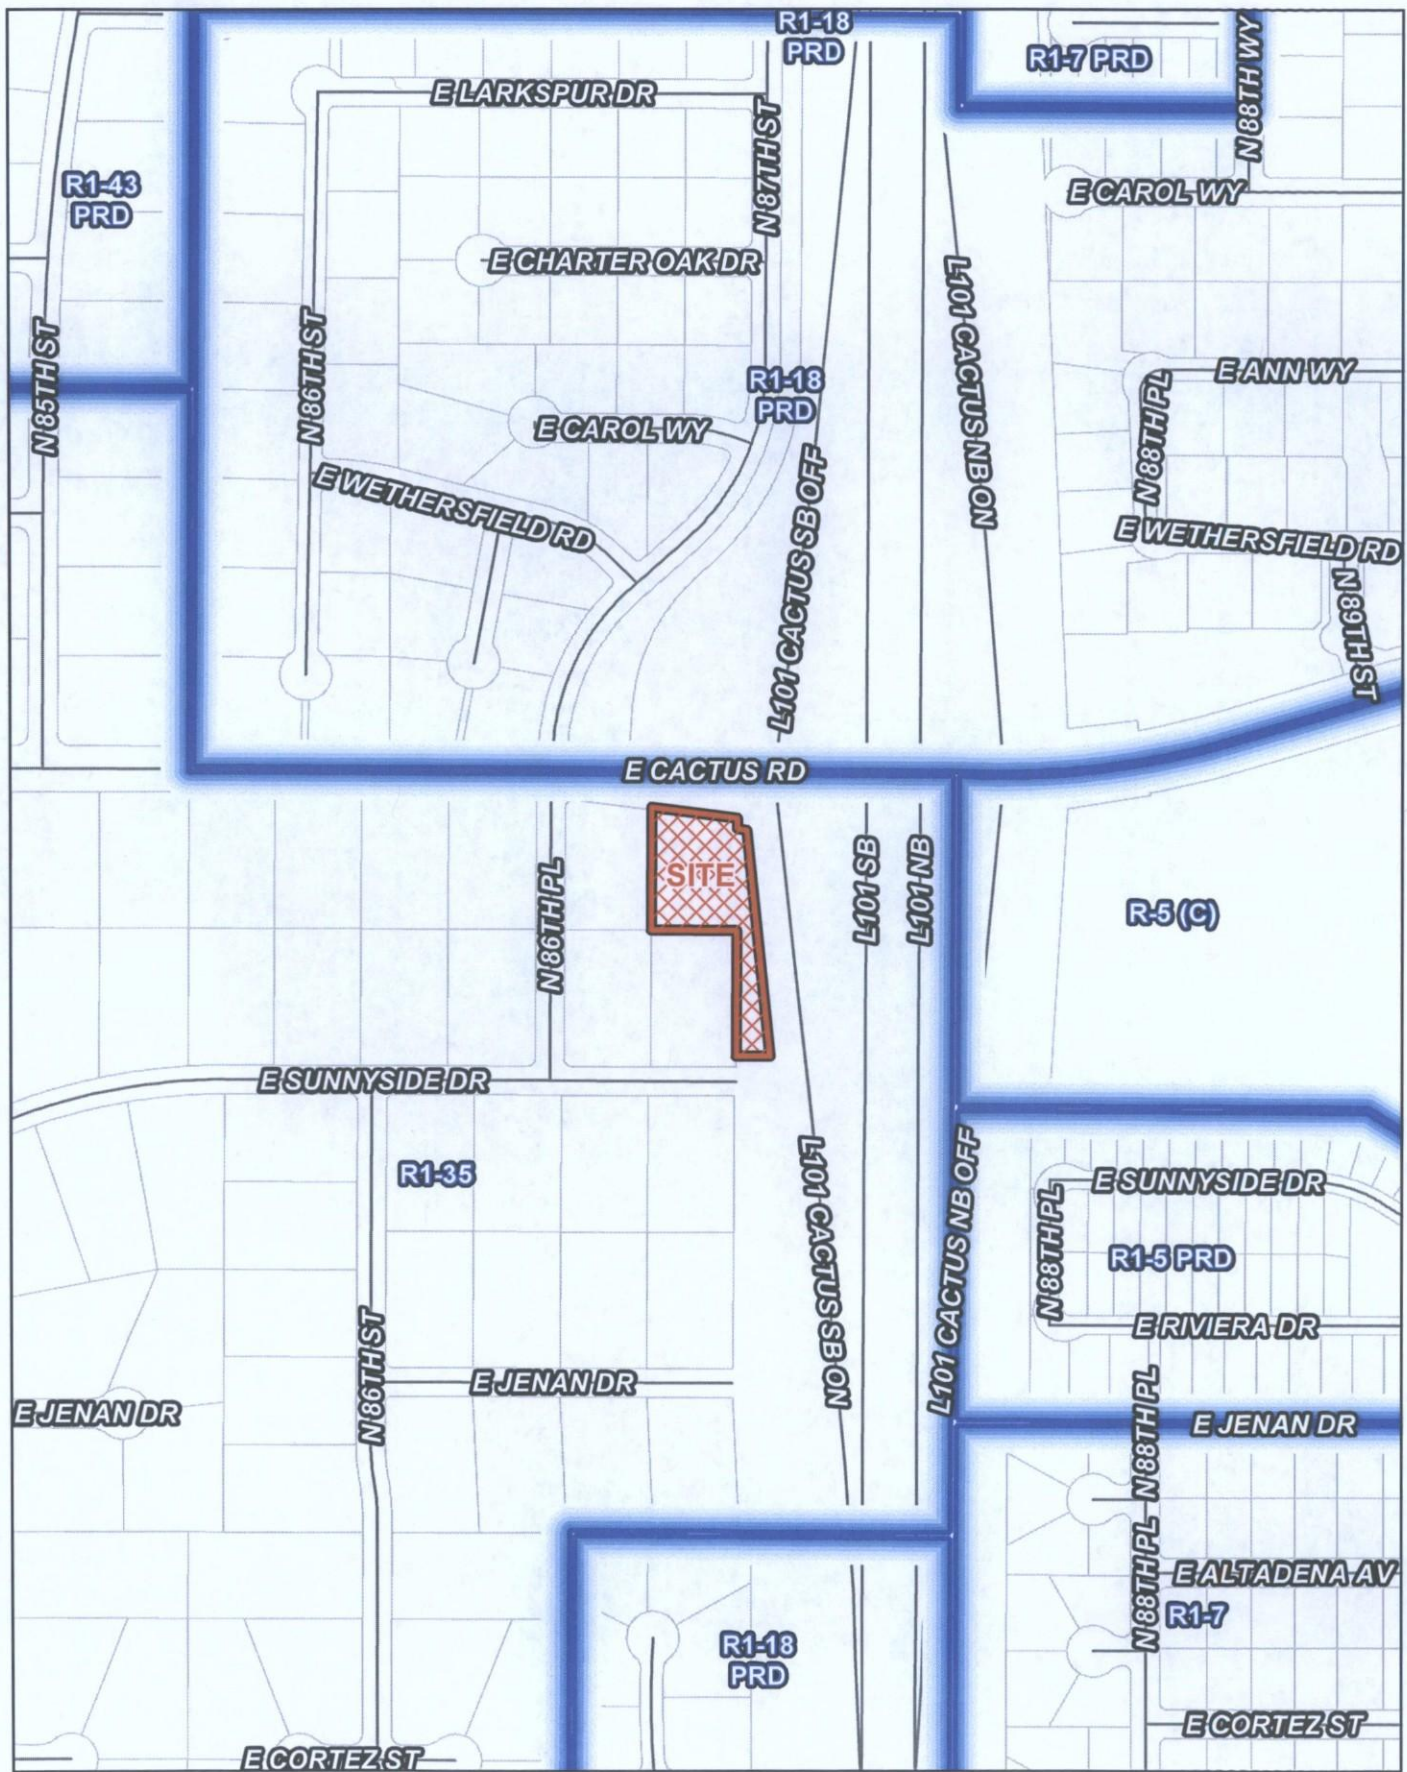 R1-18
PRD
R1-7 PRD
N 88TH WY
E LARKSPUR DR
N 87TH ST
R1-43
PRD
E CAROL WY
E CHARTER OAK DR
L101 CACTUS NB ON
N 85TH ST
N 86TH ST
R1-18
PRD
E ANN WY
N 88TH PL
E CAROL WY
L101 CACTUS SB OFF
E WETHERSFIELD RD
E WETHERSFIELD RD
N 89TH ST
E CACTUS RD
SITE
L101 SB
L101 NB
N 86TH PL
R-5 (C)
E SUNNYSIDE DR
R1-35
L101 CACTUS SB ON
L101 CACTUS NB OFF
E SUNNYSIDE DR
N 88TH PL
R1-5 PRD
E RIVIERA DR
N 86TH ST
E JENAN DR
E JENAN DR
N 88TH PL
E JENAN DR
N 88TH PL
E ALTADENA AV
R1-7
R1-18
PRD
E CORTEZ ST
E CORTEZ ST